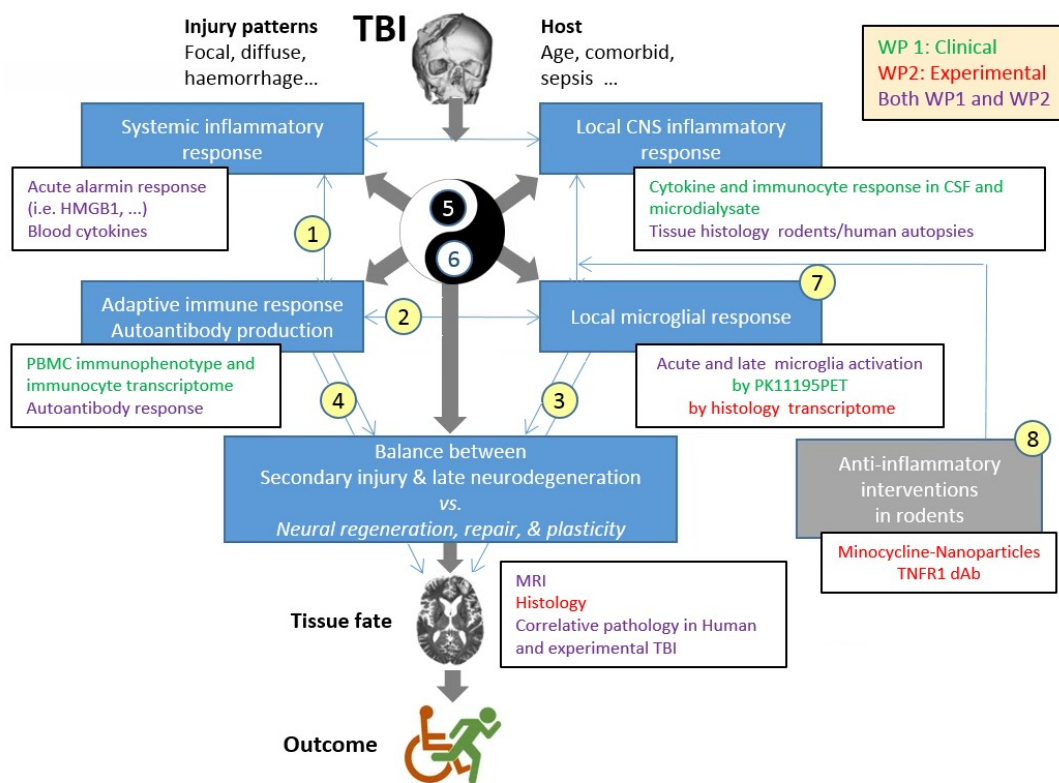 Injury patterns
Focal, diffuse,
haemorrhage...
TBI
Host
Age, comorbid,
sepsis ...
WP 1: Clinical
WP2: Experimental
Both WP1 and WP2
Systemic inflammatory
response
Local CNS inflammatory
response
Acute alarmin response
(i.e. HMGB1, ...)
Blood cytokines
Cytokine and immunocyte response in CSF and
microdialysate
Tissue histology rodents/human autopsies
5
6
1
Adaptive immune response
Autoantibody production
2
Local microglial response
7
PBMC immunophenotype and
immunocyte transcriptome
Autoantibody response
Acute and late microglia activation
by PK11195PET
by histology transcriptome
4
3
Balance between
Secondary injury & late neurodegeneration
vs.
Neural regeneration, repair, & plasticity
8
Anti-inflammatory
interventions
in rodents
Minocycline-Nanoparticles
TNFR1 dAb
Tissue fate
MRI
Histology
Correlative pathology in Human
and experimental TBI
Outcome